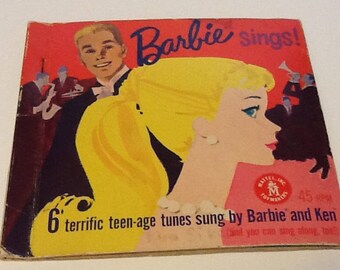 Barbie sings!
MATTEL, INC.
TOYMAKERS
45 RPM
6 terrific teen-age tunes sung by Barbie and Ken
(and you can sing along, too!)